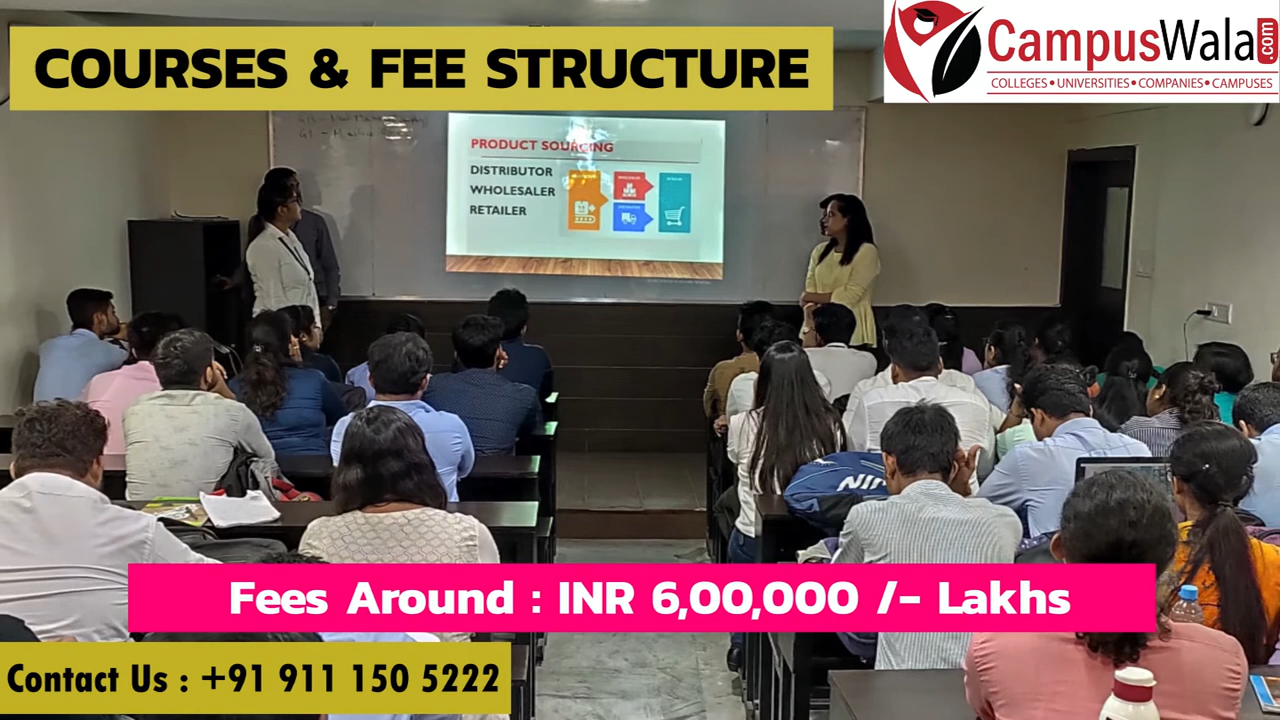 COURSES & FEE STRUCTURE
CampusWala.com
COLLEGES • UNIVERSITIES • COMPANIES • CAMPUSES
PRODUCT SOURCING
DISTRIBUTOR
WHOLESALER
RETAILER
Fees Around : INR 6,00,000 /- Lakhs
Contact Us : +91 911 150 5222